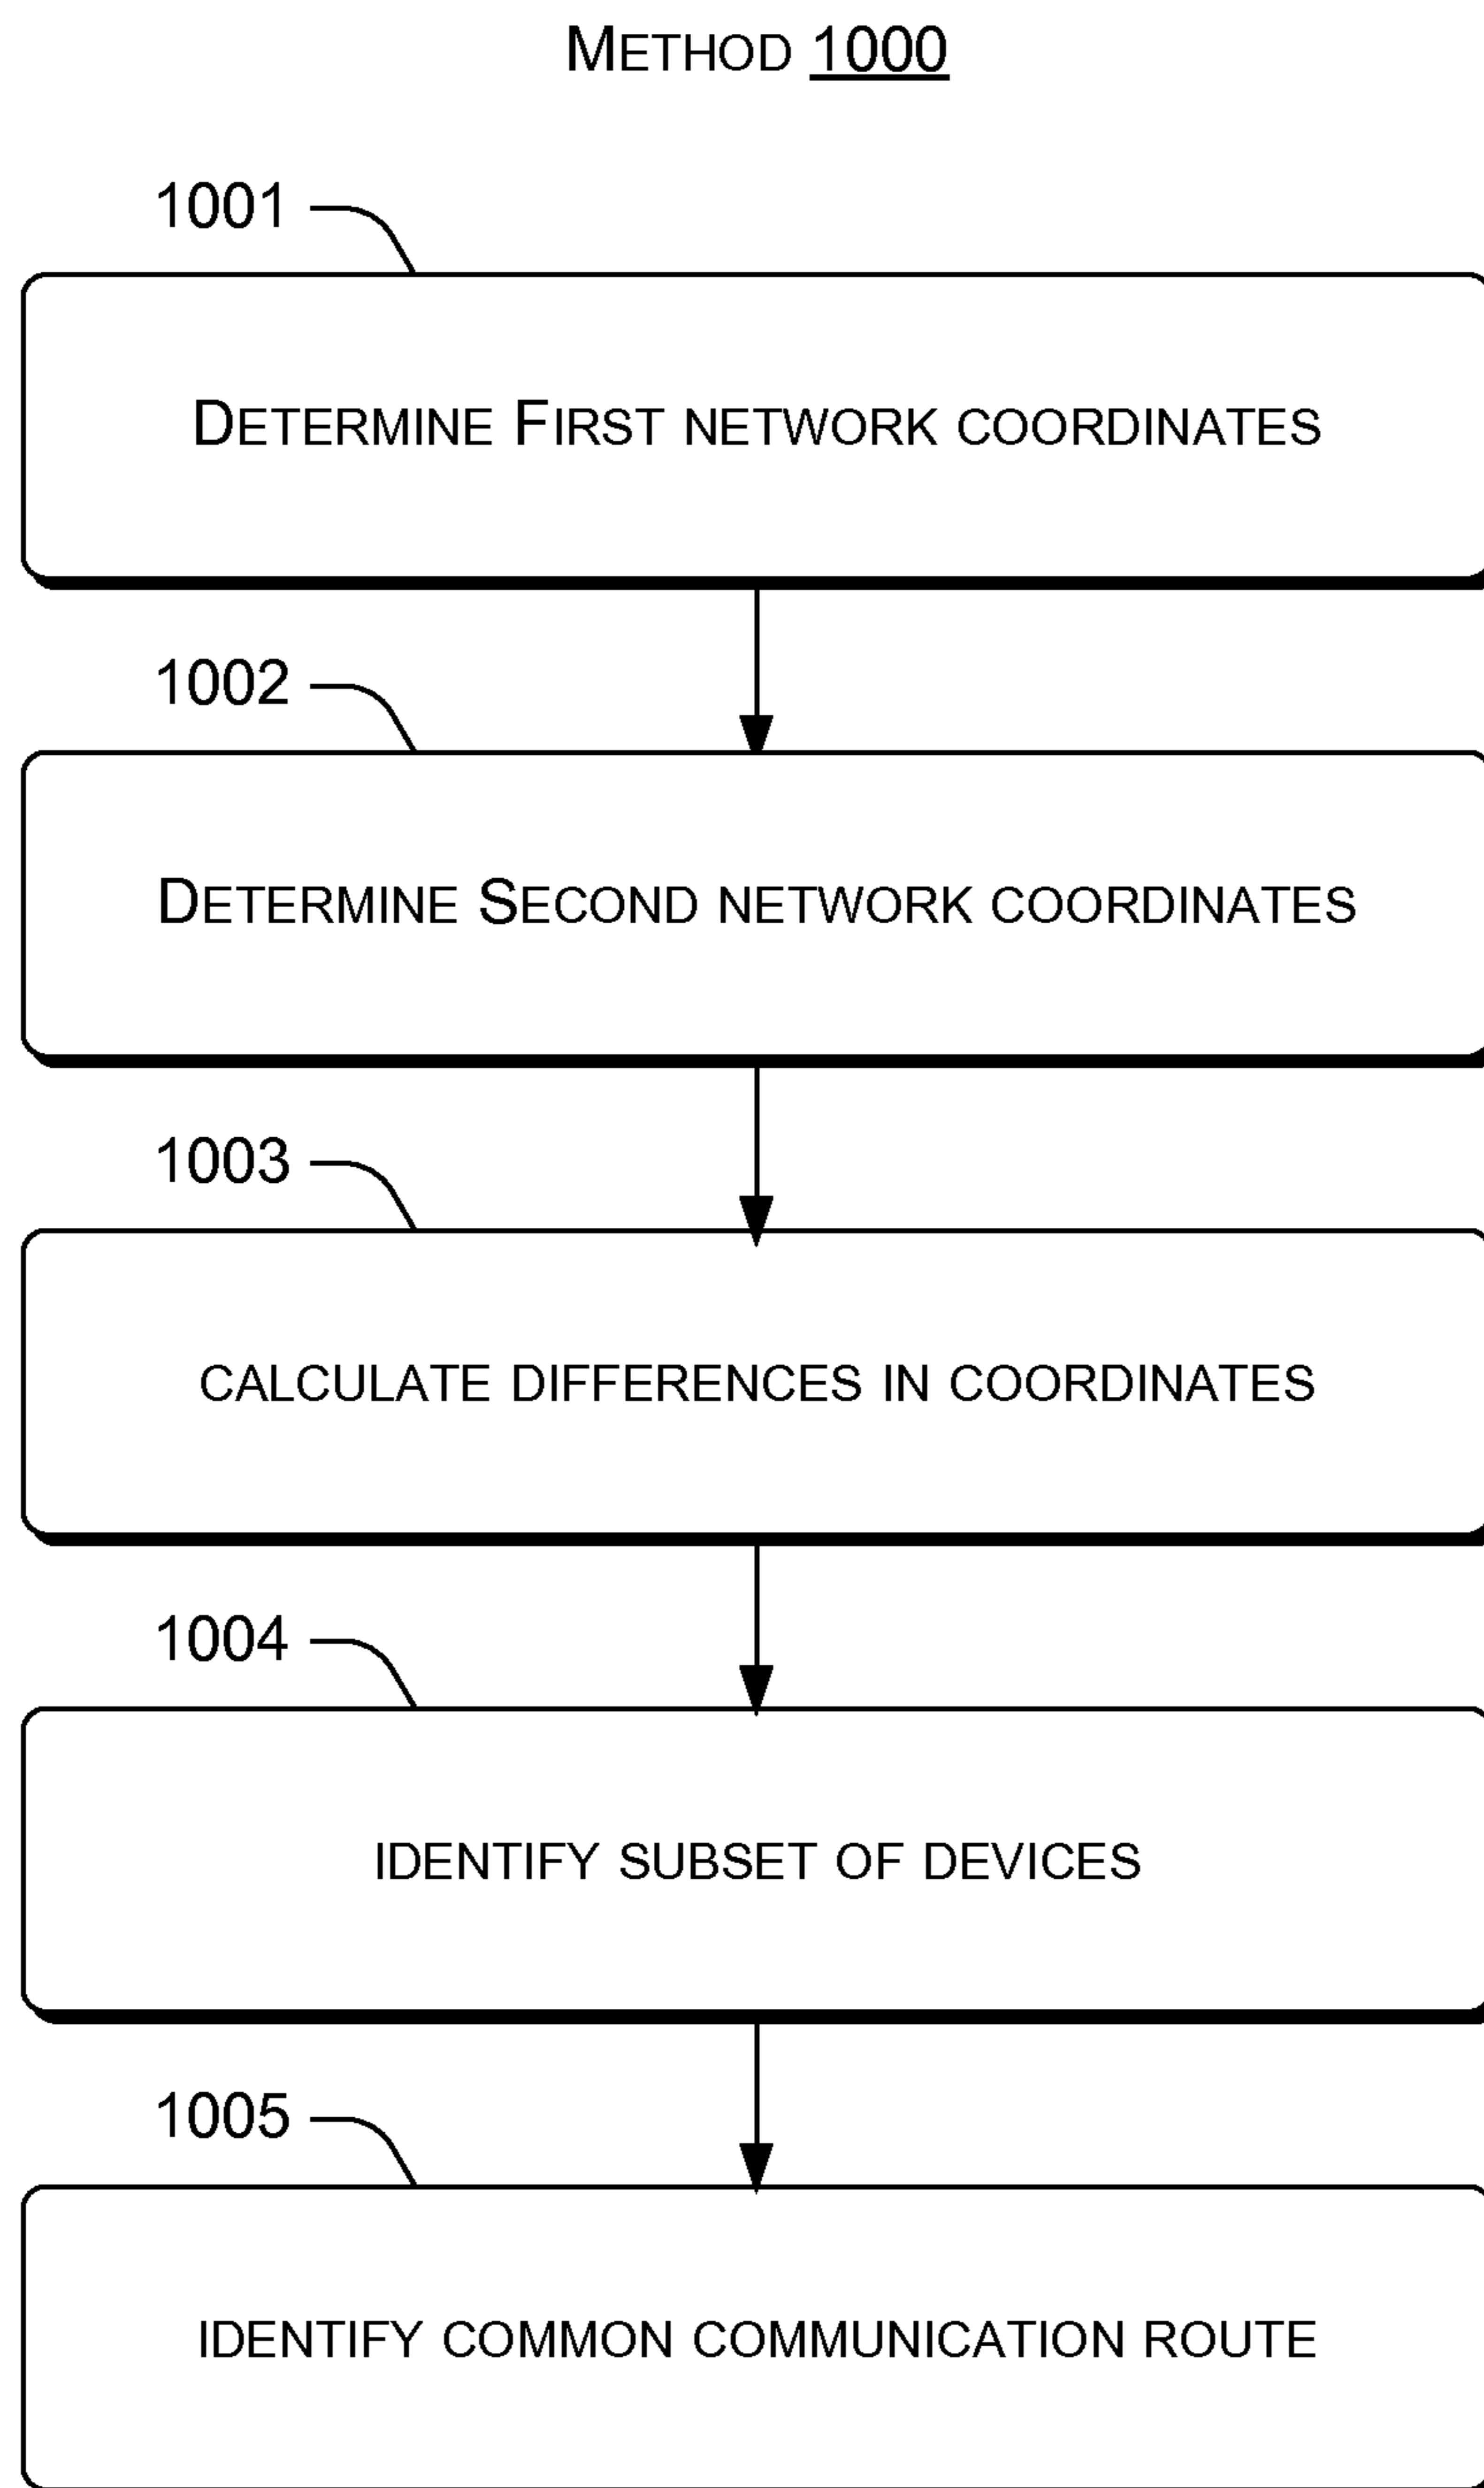 METHOD 1000
1001
DETERMINE FIRST NETWORK COORDINATES
1002
DETERMINE SECOND NETWORK COORDINATES
1003
CALCULATE DIFFERENCES IN COORDINATES
1004
IDENTIFY SUBSET OF DEVICES
1005
IDENTIFY COMMON COMMUNICATION ROUTE